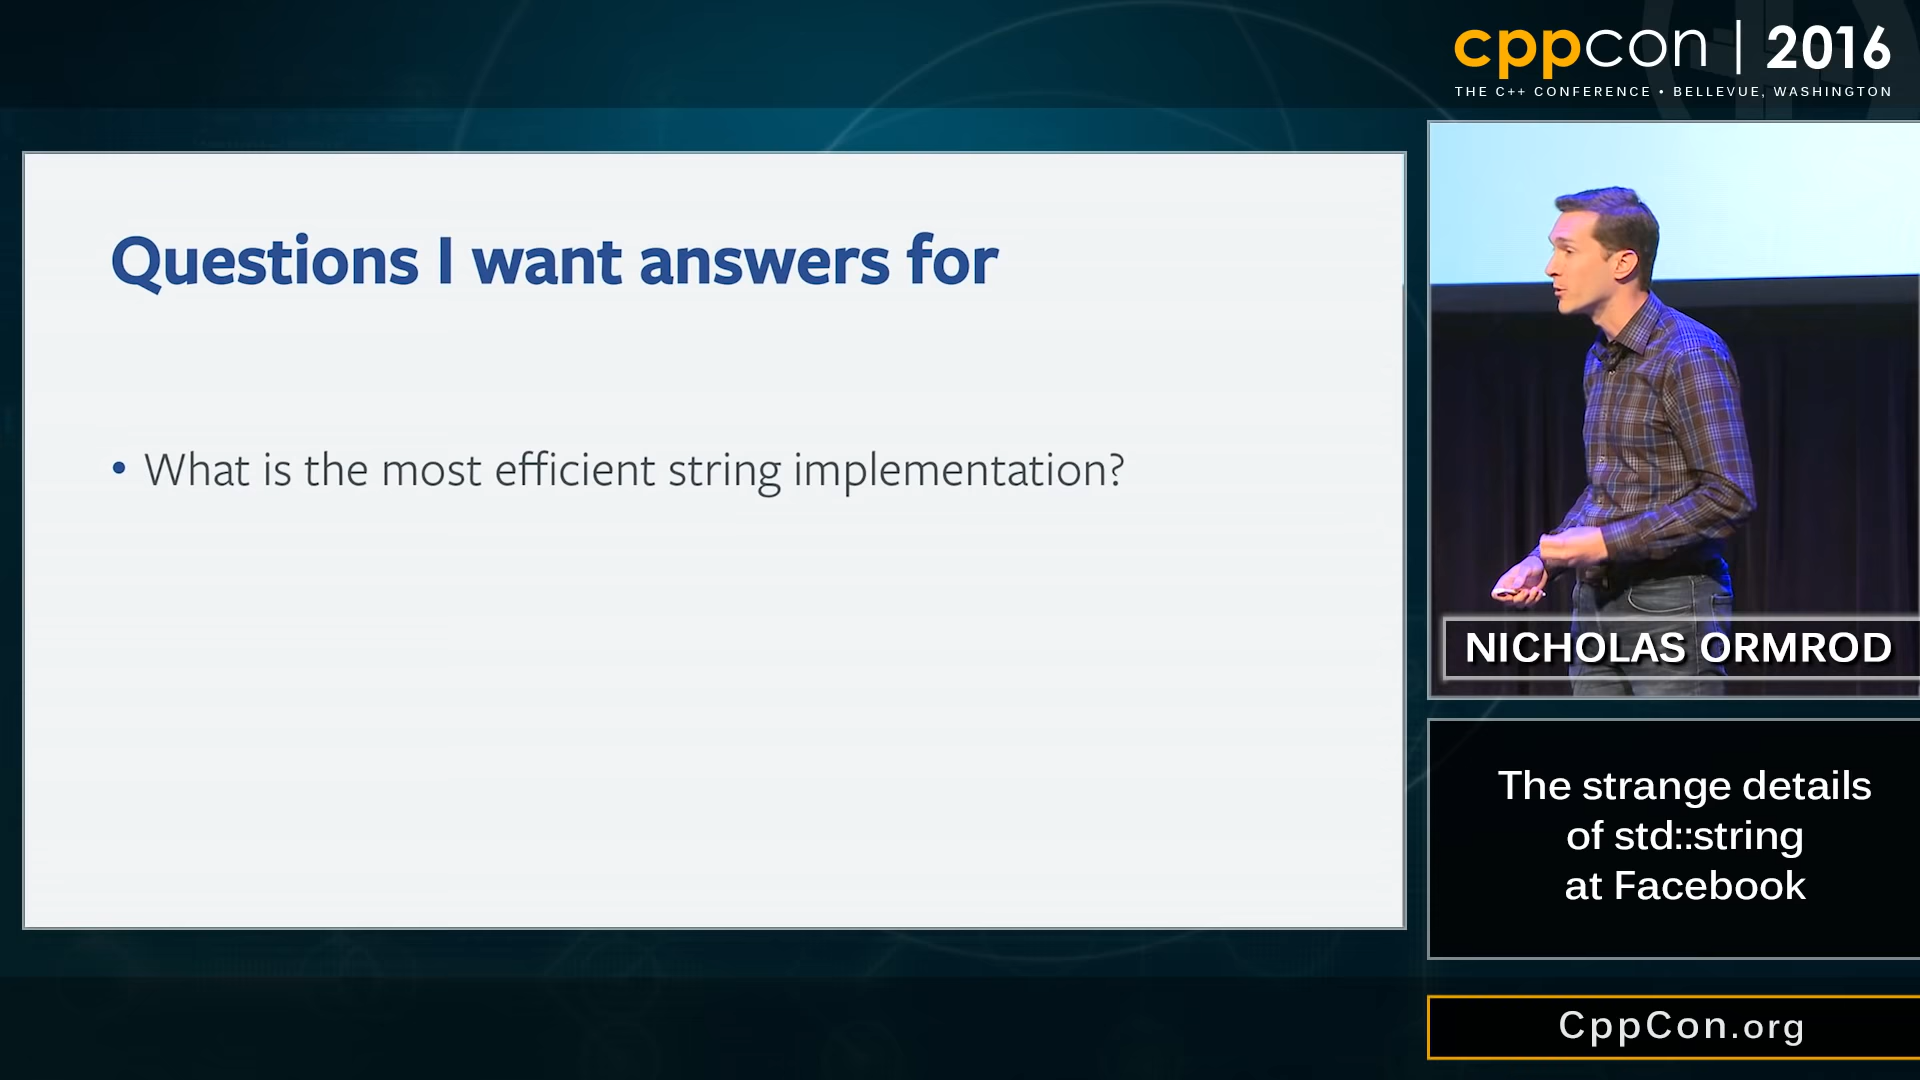 cppcon | 2016
THE C++ CONFERENCE • BELLEVUE, WASHINGTON
Questions I want answers for
• What is the most efficient string implementation?
NICHOLAS ORMROD
The strange details
of std::string
at Facebook
CppCon.org